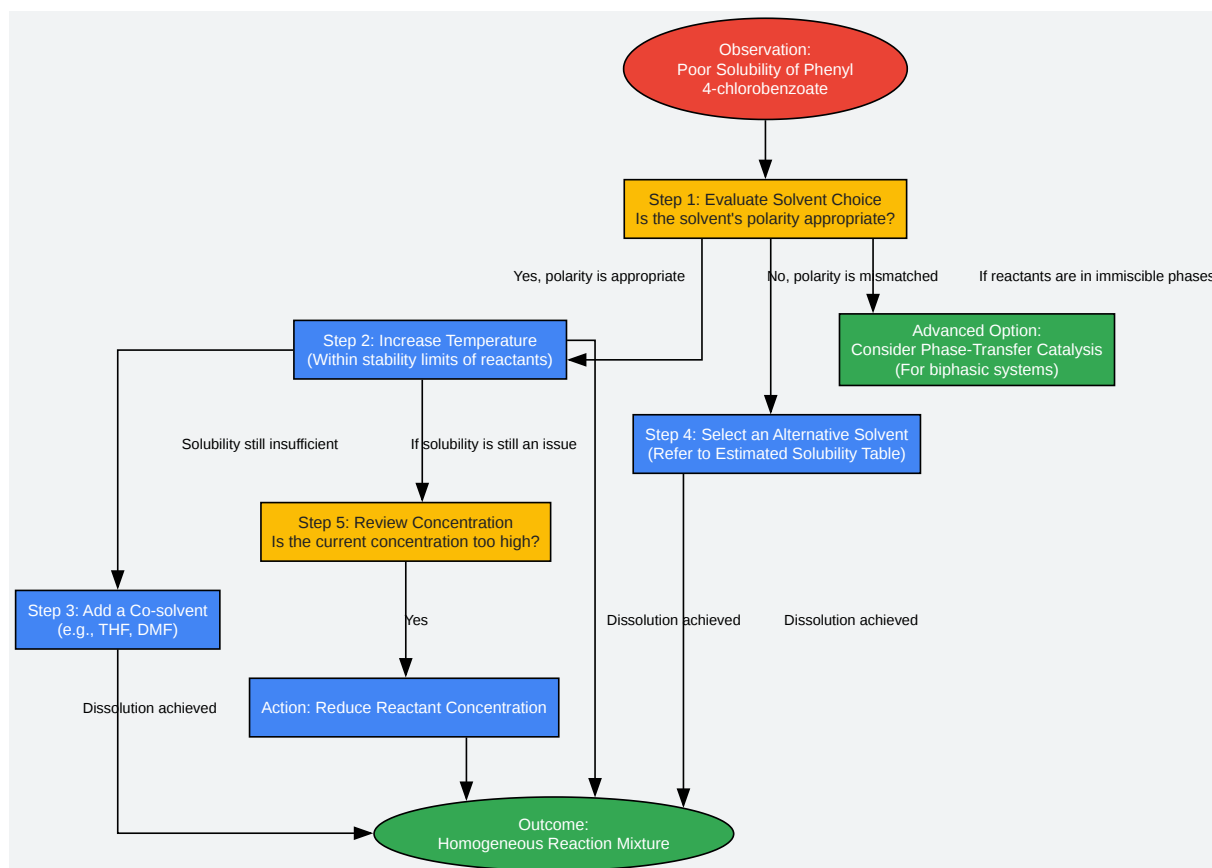 Observation:
Poor Solubility of Phenyl
4-chlorobenzoate
Step 1: Evaluate Solvent Choice
Is the solvent's polarity appropriate?
Yes, polarity is appropriate
No, polarity is mismatched
If reactants are in immiscible phases
Step 2: Increase Temperature
(Within stability limits of reactants)
Advanced Option:
Consider Phase-Transfer Catalysis
(For biphasic systems)
Solubility still insufficient
If solubility is still an issue
Step 4: Select an Alternative Solvent
(Refer to Estimated Solubility Table)
Step 5: Review Concentration
Is the current concentration too high?
Step 3: Add a Co-solvent
(e.g., THF, DMF)
Yes
Dissolution achieved
Dissolution achieved
Dissolution achieved
Action: Reduce Reactant Concentration
Outcome:
Homogeneous Reaction Mixture